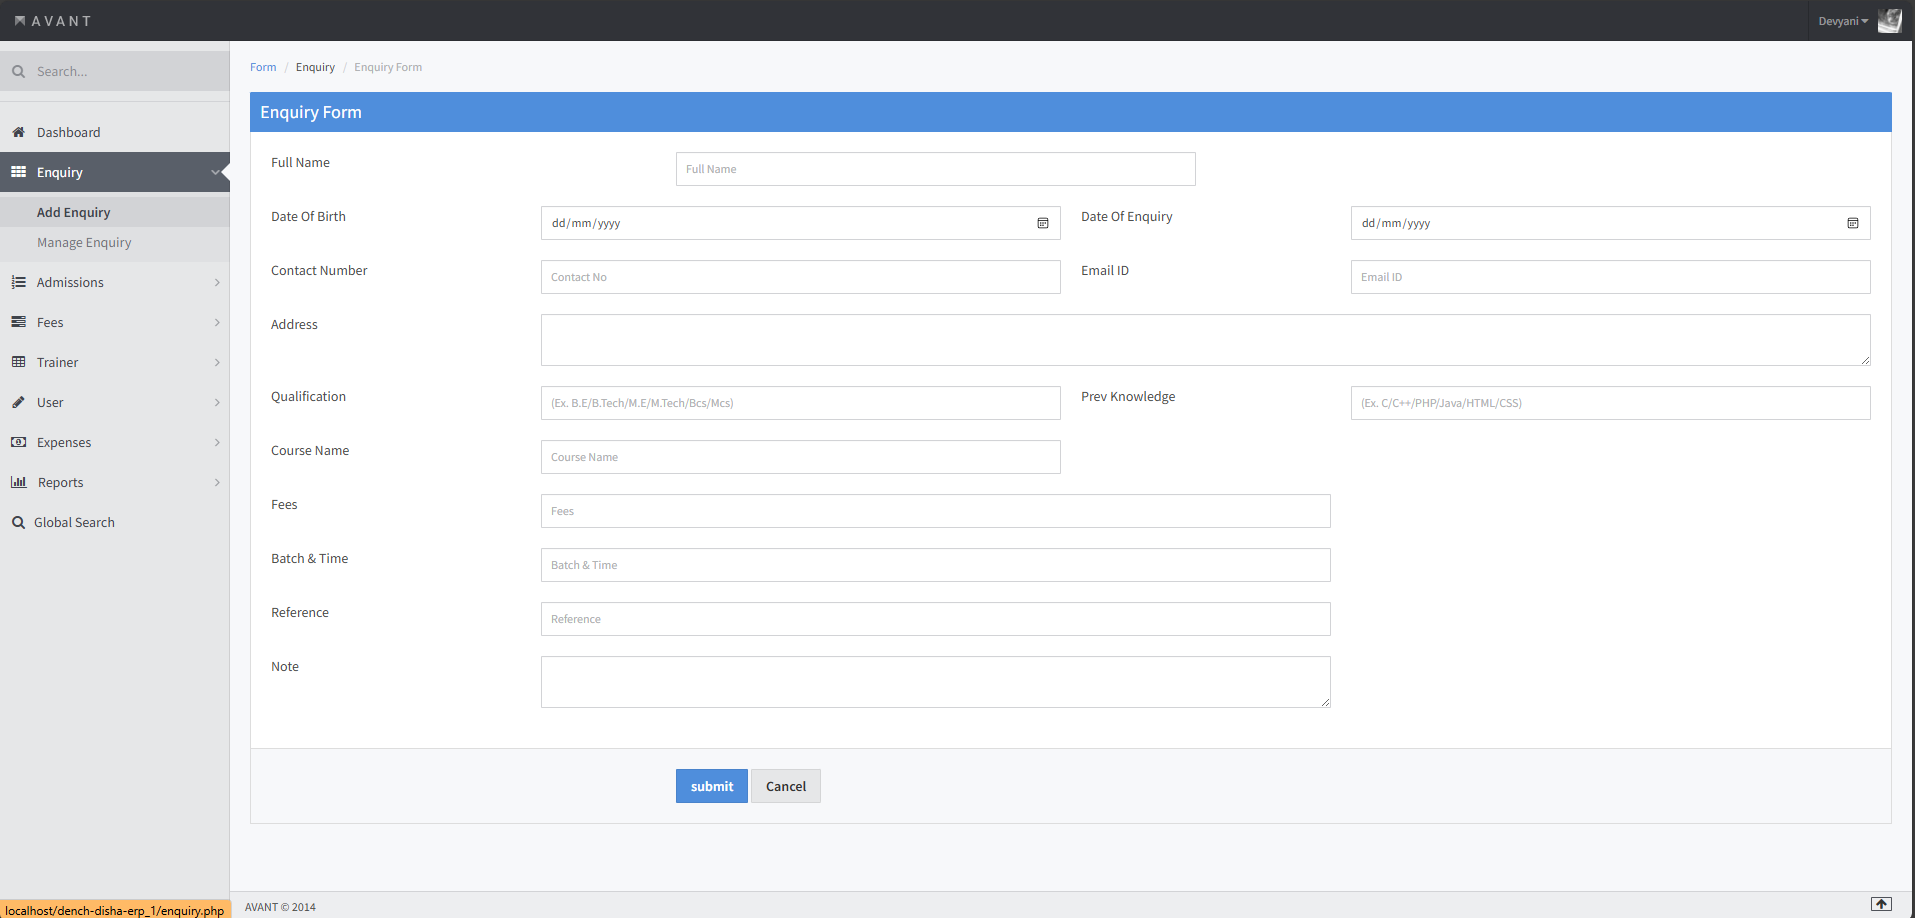 AVANT
Devyani
Search...
Dashboard
Enquiry
Add Enquiry
Manage Enquiry
Admissions
Fees
Trainer
User
Expenses
Reports
Global Search
Form / Enquiry / Enquiry Form
Enquiry Form
Full Name
Full Name
Date Of Birth
dd/mm/yyyy
Date Of Enquiry
dd/mm/yyyy
Contact Number
Contact No
Email ID
Email ID
Address
Qualification
(Ex. B.E/B.Tech/M.E/M.Tech/Bcs/Mcs)
Prev Knowledge
(Ex. C/C++/PHP/Java/HTML/CSS)
Course Name
Course Name
Fees
Fees
Batch & Time
Batch & Time
Reference
Reference
Note
submit
Cancel
localhost/dench-disha-erp_1/enquiry.php
AVANT © 2014